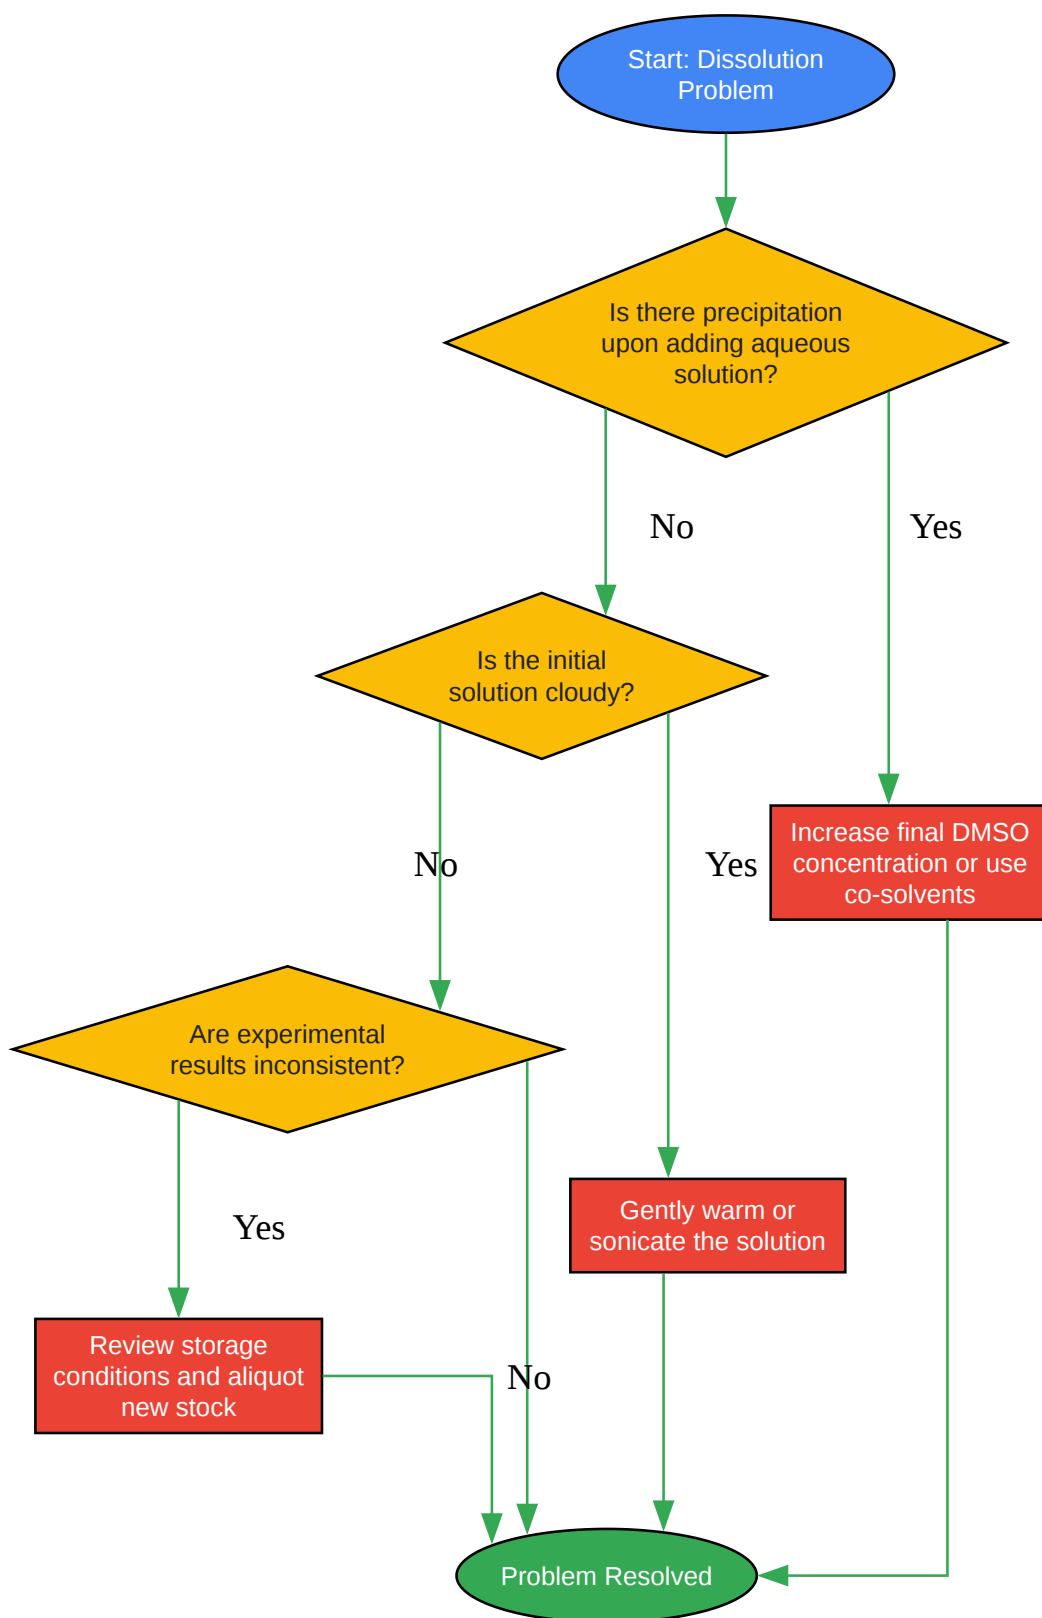 Start: Dissolution
Problem
Is there precipitation
upon adding aqueous
solution?
No
Yes
Is the initial
solution cloudy?
No
Yes
Increase final DMSO
concentration or use
co-solvents
Are experimental
results inconsistent?
Yes
Gently warm or
sonicate the solution
Review storage
conditions and aliquot
new stock
No
Problem Resolved